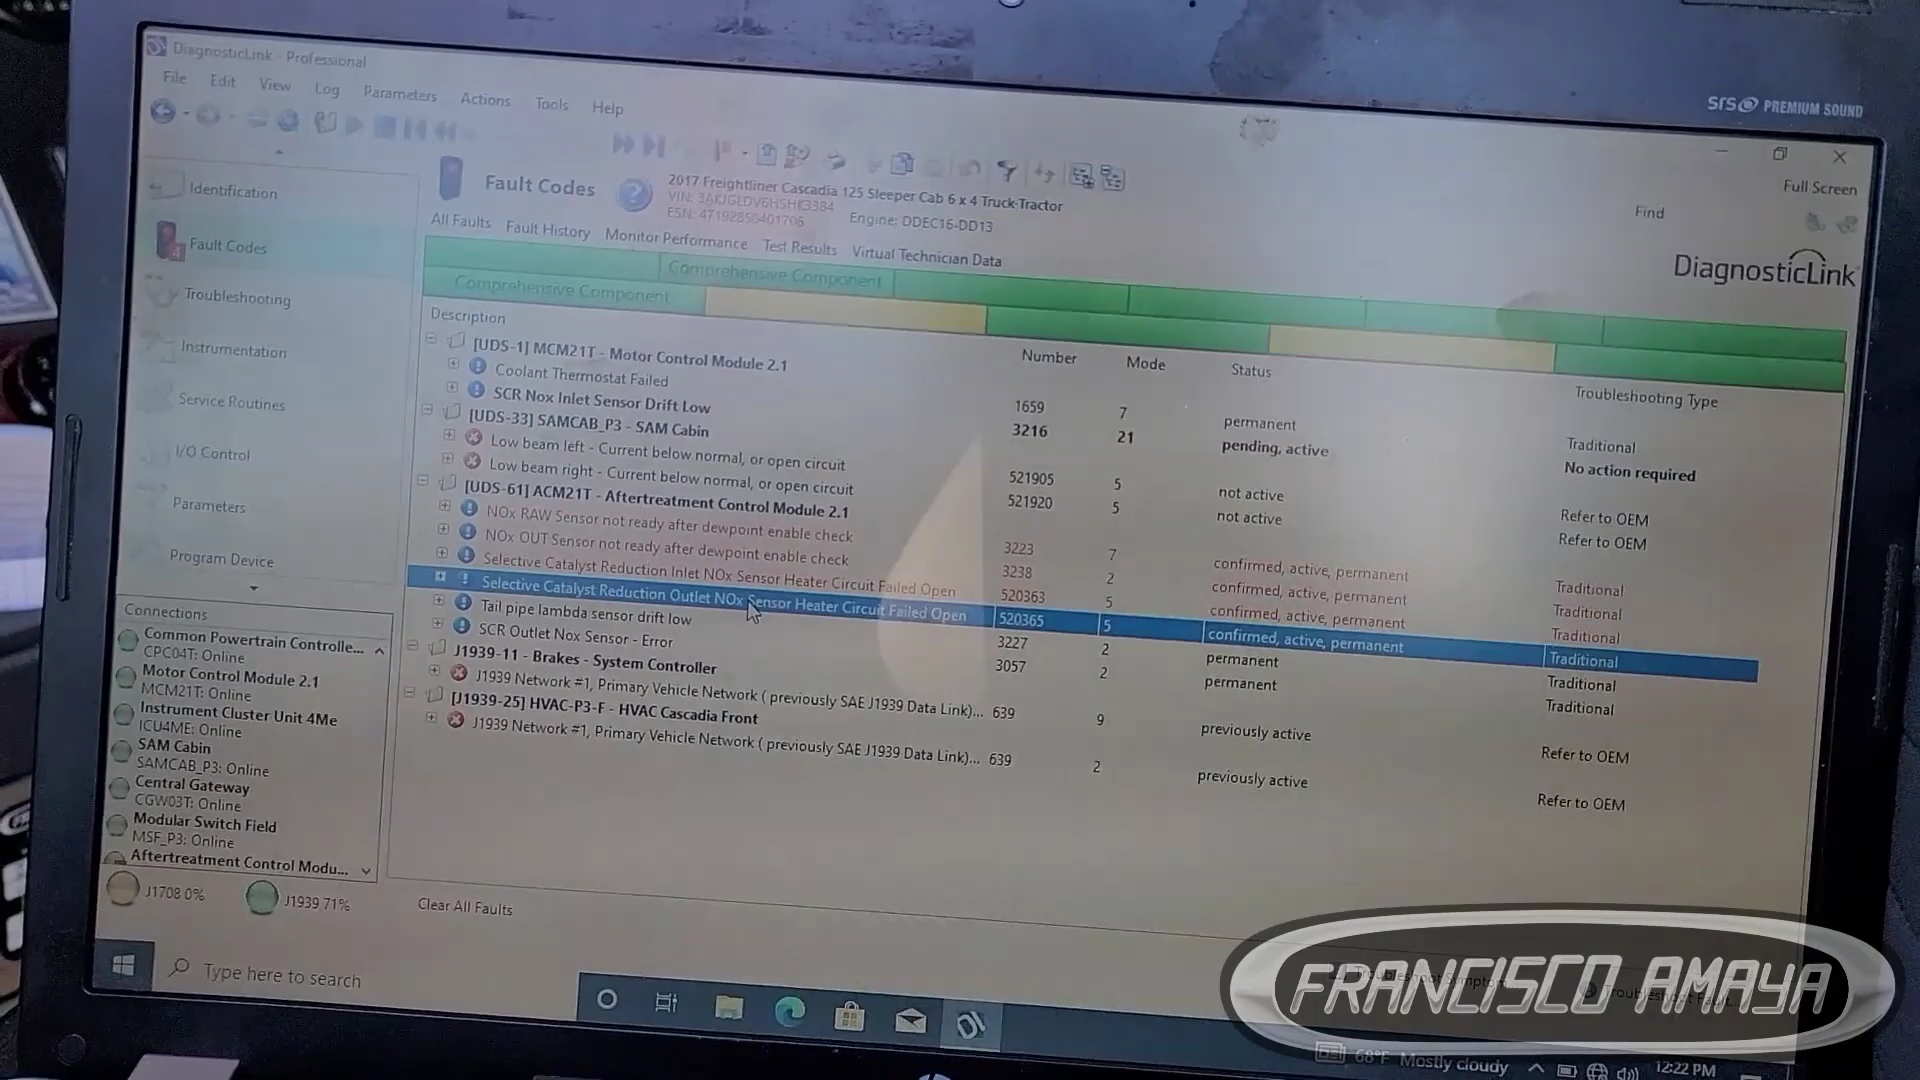 DiagnosticLink - Professional
File Edit View Log Parameters Actions Tools Help
srs PREMIUM SOUND
Full Screen
Find
DiagnosticLink
Identification
Fault Codes
Troubleshooting
Instrumentation
Service Routines
I/O Control
Parameters
Program Device
Fault Codes
2017 Freightliner Cascadia 125 Sleeper Cab 6 x 4 Truck-Tractor
Engine: DDEC16-DD13
All Faults Fault History Monitor Performance Test Results Virtual Technician Data
Comprehensive Component
Comprehensive Component
Description Number Mode Status Troubleshooting Type
[UDS-1] MCM21T - Motor Control Module 2.1
Coolant Thermostat Failed 1659 7 permanent Traditional
SCR Nox Inlet Sensor Drift Low 3216 21 pending, active No action required
[UDS-33] SAMCAB_P3 - SAM Cabin
Low beam left - Current below normal, or open circuit 521905 5 not active Refer to OEM
Low beam right - Current below normal, or open circuit 521920 5 not active Refer to OEM
[UDS-61] ACM21T - Aftertreatment Control Module 2.1
NOx RAW Sensor not ready after dewpoint enable check 3223 7 confirmed, active, permanent Traditional
NOx OUT Sensor not ready after dewpoint enable check 3238 2 confirmed, active, permanent Traditional
Selective Catalyst Reduction Inlet NOx Sensor Heater Circuit Failed Open 520363 5 confirmed, active, permanent Traditional
Selective Catalyst Reduction Outlet NOx Sensor Heater Circuit Failed Open 520365 5 confirmed, active, permanent Traditional
Tail pipe lambda sensor drift low 3227 2 permanent Traditional
SCR Outlet Nox Sensor - Error 3057 2 permanent Traditional
J1939-11 - Brakes - System Controller
J1939 Network #1, Primary Vehicle Network ( previously SAE J1939 Data Link)... 639 9 previously active Refer to OEM
[J1939-25] HVAC-P3-F - HVAC Cascadia Front
J1939 Network #1, Primary Vehicle Network ( previously SAE J1939 Data Link)... 639 2 previously active Refer to OEM
Connections
Common Powertrain Controlle...
CPC04T: Online
Motor Control Module 2.1
MCM21T: Online
Instrument Cluster Unit 4Me
ICU4ME: Online
SAM Cabin
SAMCAB_P3: Online
Central Gateway
CGW03T: Online
Modular Switch Field
MSF_P3: Online
Aftertreatment Control Modu...
J1708 0% J1939 71%
Clear All Faults
Type here to search
FRANCISCO AMAYA
68°F Mostly cloudy
12:22 PM